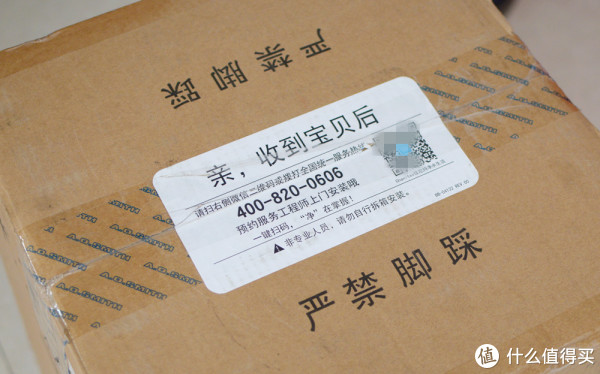 严禁脚踩
亲，收到宝贝后
请扫右侧微信二维码或拨打全国统一服务热线
400-820-0606
预约服务工程师上门安装哦
一键扫码，“净”在掌握！
非专业人员，请勿自行拆箱安装。
严禁脚踩
A.O.SMITH
A.O.SMITH
A.O.SMITH
值 什么值得买